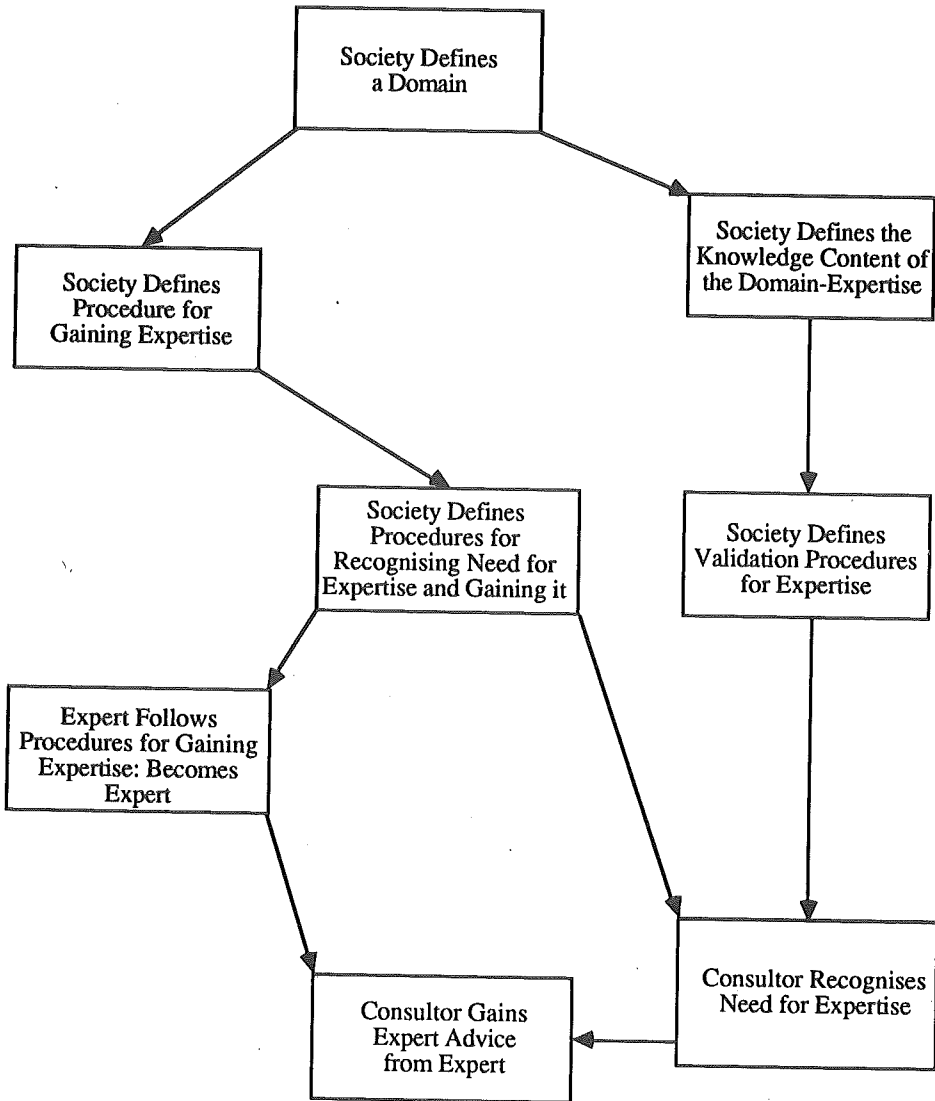 Society Defines
a Domain
Society Defines the
Knowledge Content of
the Domain-Expertise
Society Defines
Procedure for
Gaining Expertise
Society Defines
Procedures for
Recognising Need for
Expertise and Gaining it
Society Defines
Validation Procedures
for Expertise
Expert Follows
Procedures for Gaining
Expertise: Becomes
Expert
Consultor Recognises
Need for Expertise
Consultor Gains
Expert Advice
from Expert